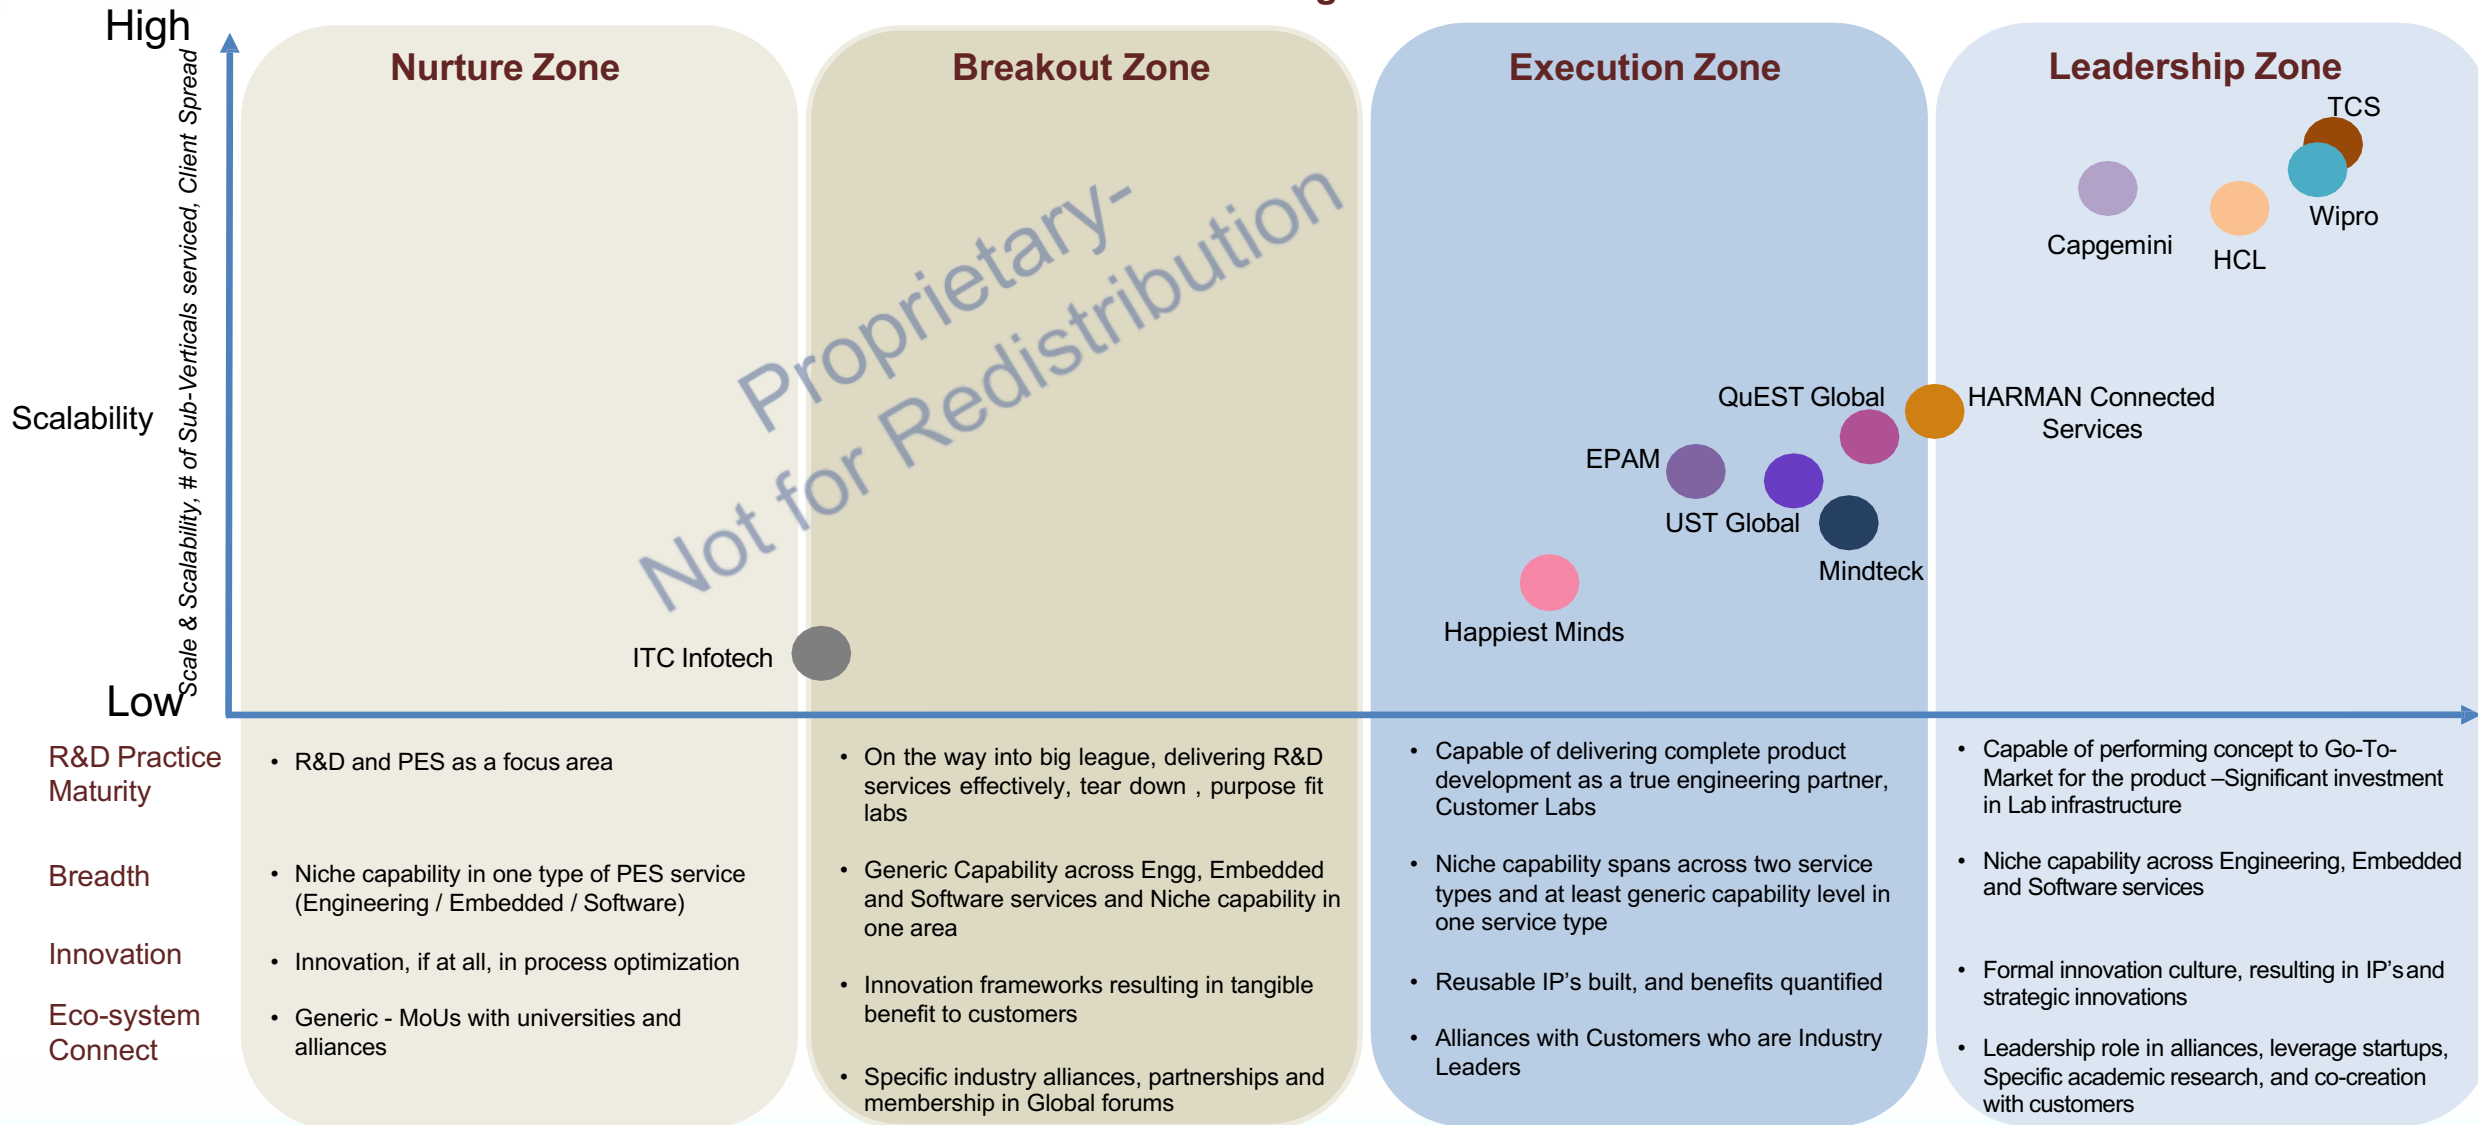 High
Nurture Zone
Breakout Zone
Execution Zone
Leadership Zone
Scale & Scalability, # of Sub-Verticals serviced, Client Spread
Scalability
Low
TCS
Wipro
Capgemini
HCL
QuEST Global
HARMAN Connected
Services
EPAM
UST Global
Mindteck
Happiest Minds
ITC Infotech
Proprietary-
Not for Redistribution
R&D Practice
Maturity
• R&D and PES as a focus area
• On the way into big league, delivering R&D
services effectively, tear down , purpose fit
labs
• Capable of delivering complete product
development as a true engineering partner,
Customer Labs
• Capable of performing concept to Go-To-
Market for the product –Significant investment
in Lab infrastructure
Breadth
• Niche capability in one type of PES service
(Engineering / Embedded / Software)
• Generic Capability across Engg, Embedded
and Software services and Niche capability in
one area
• Niche capability spans across two service
types and at least generic capability level in
one service type
• Niche capability across Engineering, Embedded
and Software services
Innovation
• Innovation, if at all, in process optimization
• Innovation frameworks resulting in tangible
benefit to customers
• Reusable IP’s built, and benefits quantified
• Formal innovation culture, resulting in IP’s and
strategic innovations
Eco-system
Connect
• Generic - MoUs with universities and
alliances
• Specific industry alliances, partnerships and
membership in Global forums
• Alliances with Customers who are Industry
Leaders
• Leadership role in alliances, leverage startups,
Specific academic research, and co-creation
with customers